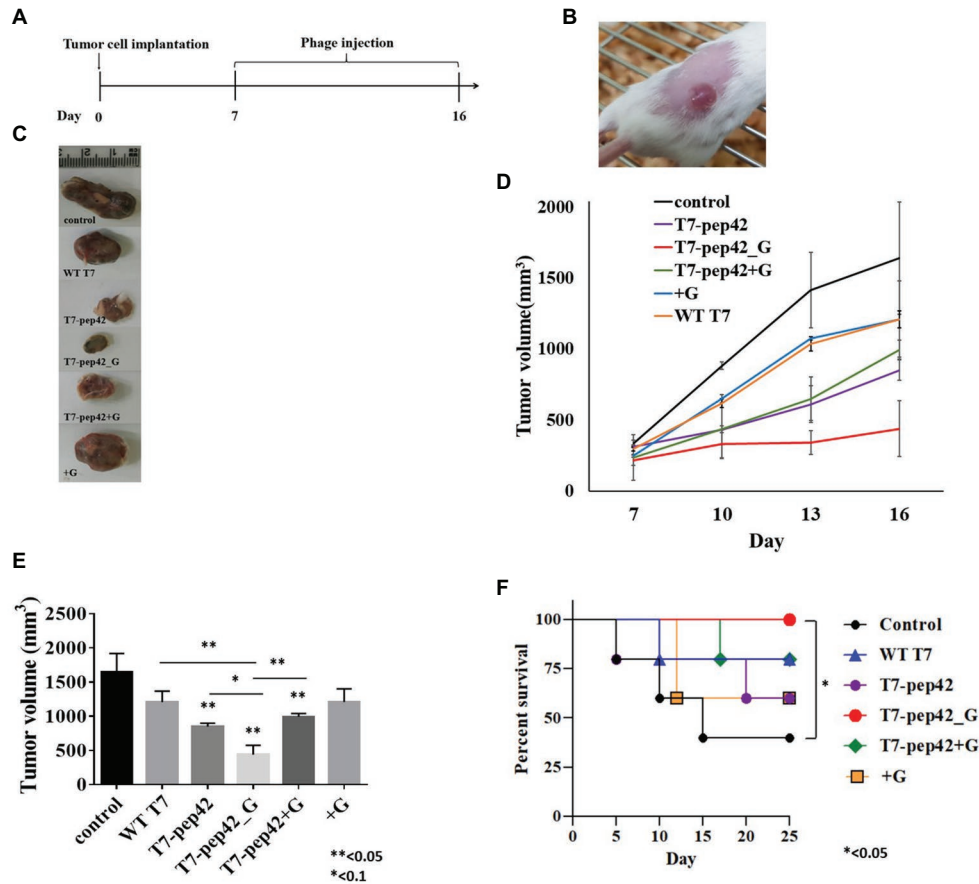 A
Tumor cell implantation
Phage injection
Day
0
7
16
B
C
2
1
control
WT T7
T7-pep42
T7-pep42_G
T7-pep42+G
+G
D
Tumor volume(mm³)
2000
1500
1000
500
0
7
10
13
16
Day
control
T7-pep42
T7-pep42_G
T7-pep42+G
+G
WT T7
E
Tumor volume (mm³)
2500
2000
1500
1000
500
0
**
**
*
**
**
**
control
WT T7
T7-pep42
T7-pep42_G
T7-pep42+G
+G
**<0.05
*<0.1
F
Percent survival
100
75
50
25
0
0
5
10
15
20
25
Day
Control
WT T7
T7-pep42
T7-pep42_G
T7-pep42+G
+G
*
*<0.05